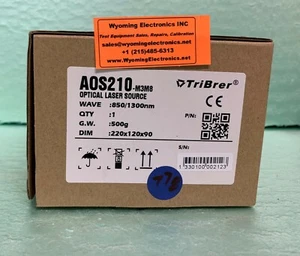 Wyoming Electronics INC
Test Equipment Sales, Repairs, Calibration
sales@wyomingelectronics.net
+1 (215)485-6313
www.WyomingElectronics.net
AOS210-M3M8
OPTICAL LASER SOURCE
WAVE : 850/1300nm
QTY : 1
G.W. : 500g
DIM : 220x120x90
TriBrer®
CE
P/N:
S/N:
1330100002123